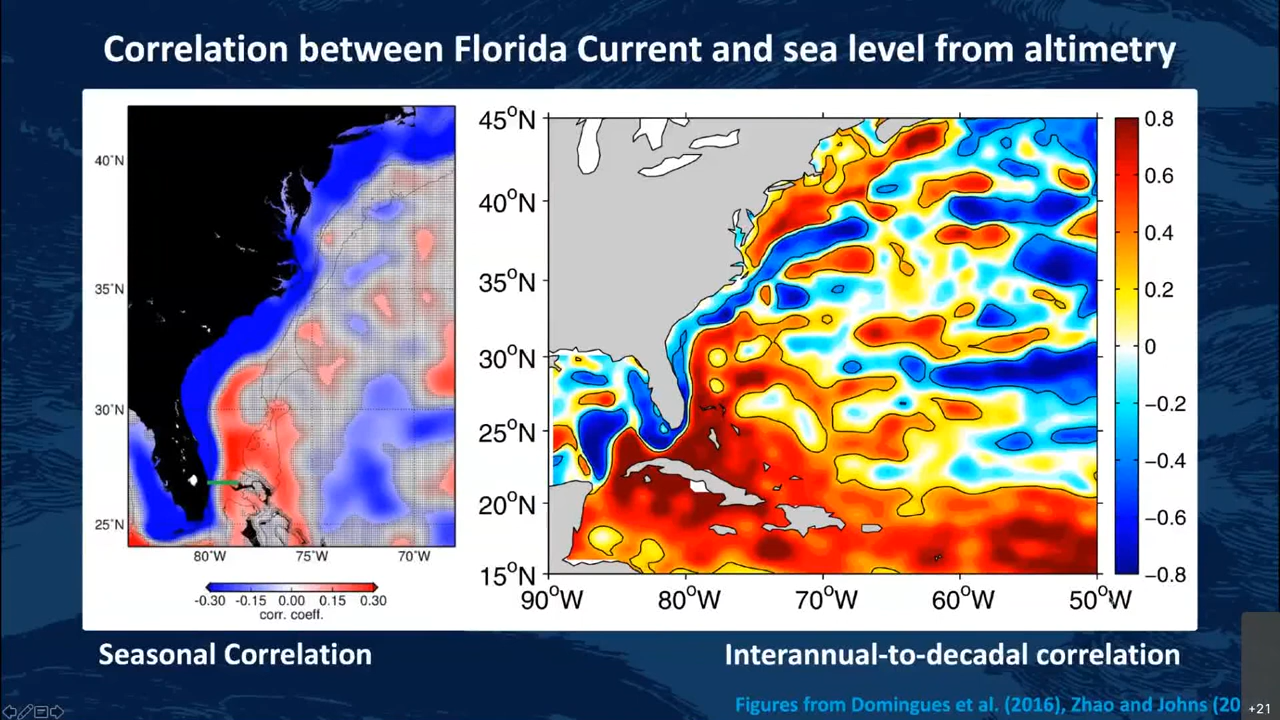 Correlation between Florida Current and sea level from altimetry
40°N
35°N
30°N
25°N
80°W 75°W 70°W
-0.30 -0.15 0.00 0.15 0.30
corr. coeff.
45°N
40°N
35°N
30°N
25°N
20°N
15°N
90°W 80°W 70°W 60°W 50°W
0.8
0.6
0.4
0.2
0
−0.2
−0.4
−0.6
−0.8
Seasonal Correlation
Interannual-to-decadal correlation
Figures from Domingues et al. (2016), Zhao and Johns (20
+21